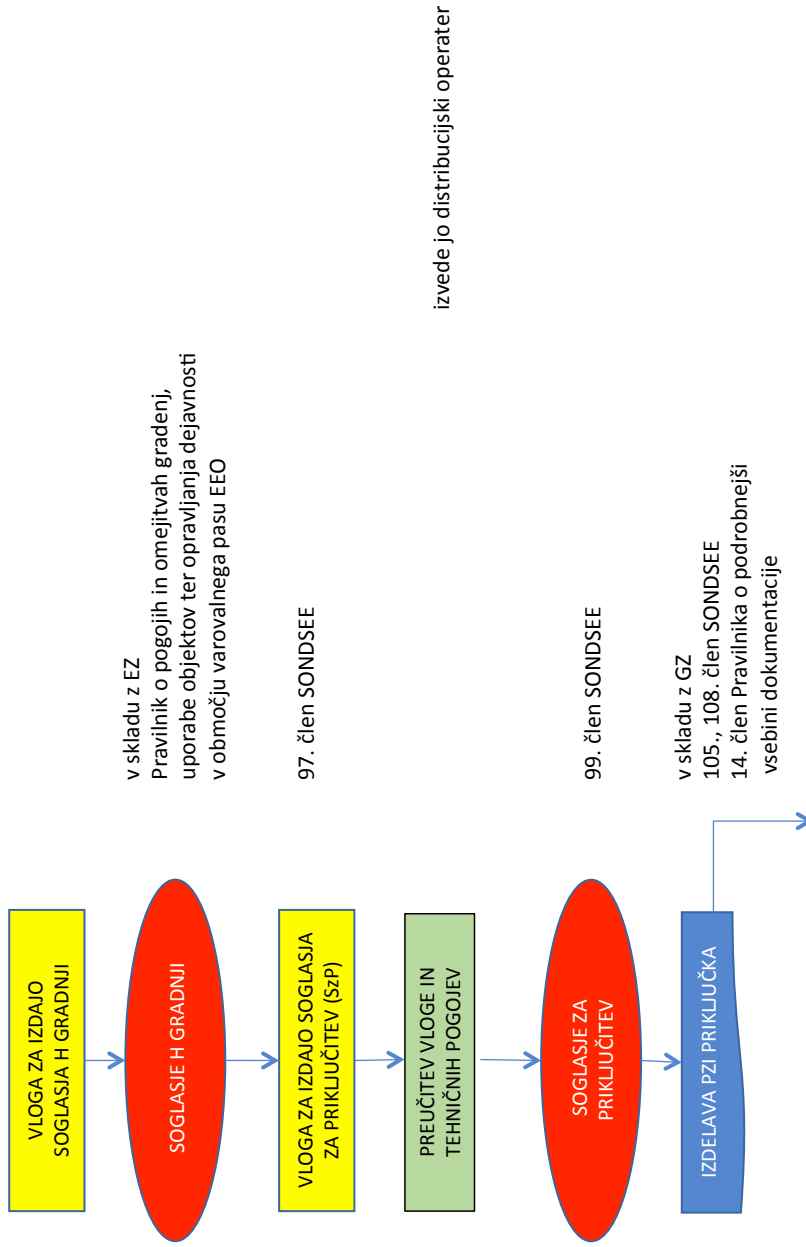 VLOGA ZA IZDAJO
SOGLASJA H GRADNJI
SOGLASJE H GRADNJI
v skladu z EZ
Pravilnik o pogojih in omejitvah gradenj,
uporabe objektov ter opravljanja dejavnosti
v območju varovalnega pasu EEO
VLOGA ZA IZDAJO SOGLASJA
ZA PRIKLJUČITEV (SzP)
97. člen SONDSEE
PREUČITEV VLOGE IN
TEHNIČNIH POGOJEV
izvede jo distribucijski operater
SOGLASJE ZA
PRIKLJUČITEV
99. člen SONDSEE
IZDELAVA PZI PRIKLJUČKA
v skladu z GZ
105., 108. člen SONDSEE
14. člen Pravilnika o podrobnejši
vsebini dokumentacije